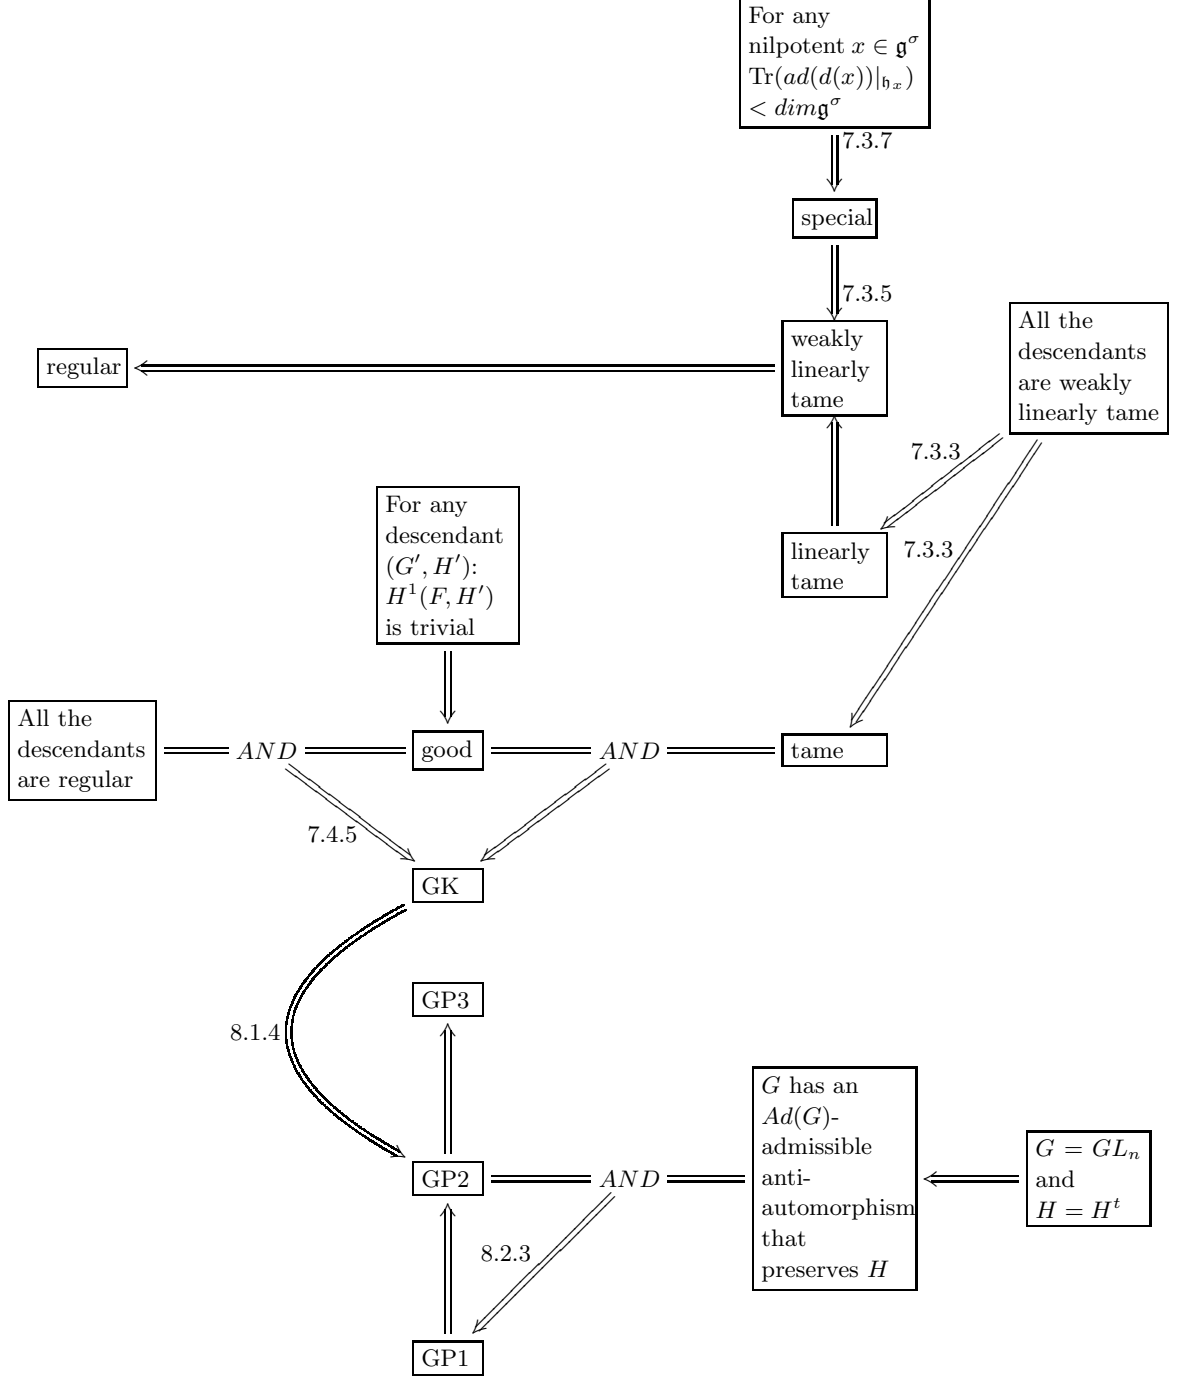 For any
nilpotent x ∈ 𝔤^σ
Tr(ad(d(x))|_{𝔥_x})
< dim𝔤^σ
7.3.7
special
7.3.5
weakly
linearly
tame
regular
All the
descendants
are weakly
linearly tame
7.3.3
7.3.3
linearly
tame
For any
descendant
(G′, H′):
H¹(F, H′)
is trivial
All the
descendants
are regular
AND
good
AND
tame
7.4.5
GK
8.1.4
GP3
GP2
AND
G has an
Ad(G)-
admissible
anti-
automorphism
that
preserves H
G = GL_n
and
H = H^t
8.2.3
GP1